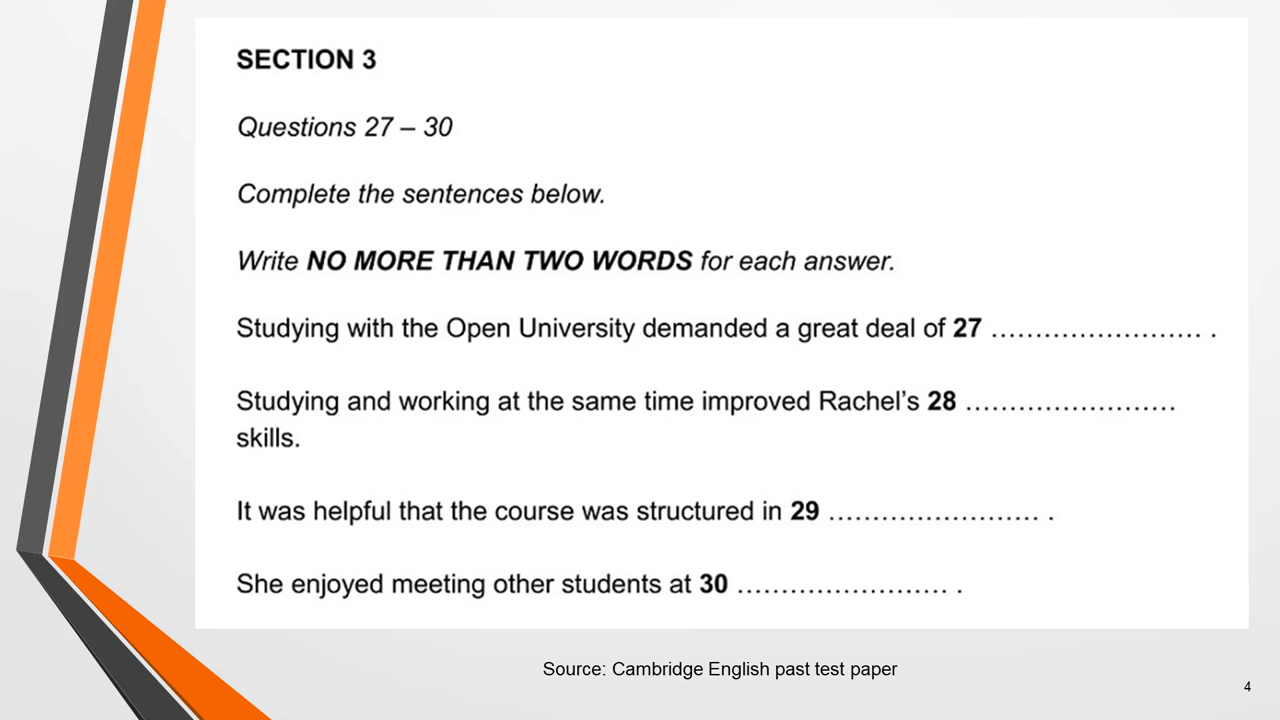 SECTION 3
Questions 27 – 30
Complete the sentences below.
Write NO MORE THAN TWO WORDS for each answer.
Studying with the Open University demanded a great deal of 27 …………………… .
Studying and working at the same time improved Rachel's 28 ……………………
skills.
It was helpful that the course was structured in 29 …………………… .
She enjoyed meeting other students at 30 …………………… .
Source: Cambridge English past test paper
4